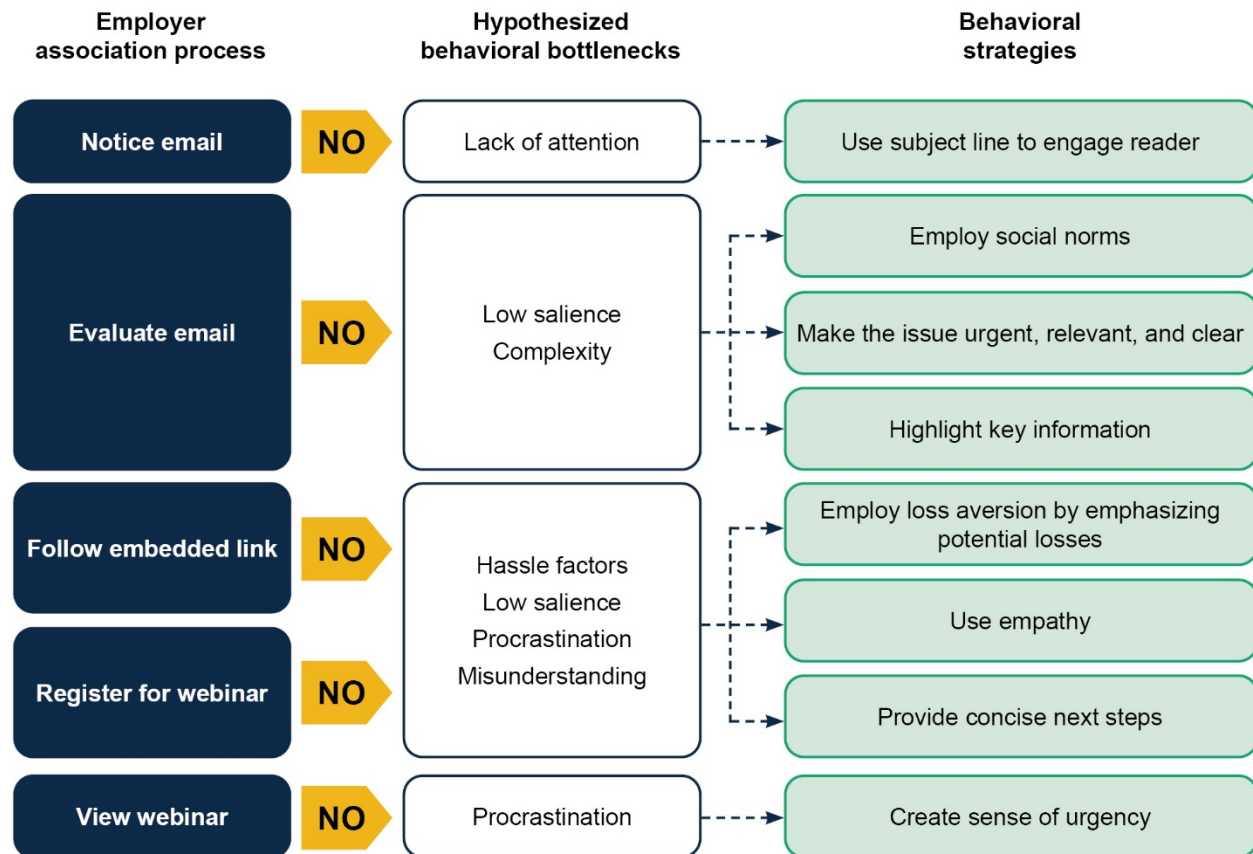 Employer
association process
Hypothesized
behavioral bottlenecks
Behavioral
strategies
Notice email
NO
Lack of attention
Use subject line to engage reader
Evaluate email
NO
Low salience
Complexity
Employ social norms
Make the issue urgent, relevant, and clear
Highlight key information
Follow embedded link
NO
Register for webinar
NO
Hassle factors
Low salience
Procrastination
Misunderstanding
Employ loss aversion by emphasizing
potential losses
Use empathy
Provide concise next steps
View webinar
NO
Procrastination
Create sense of urgency